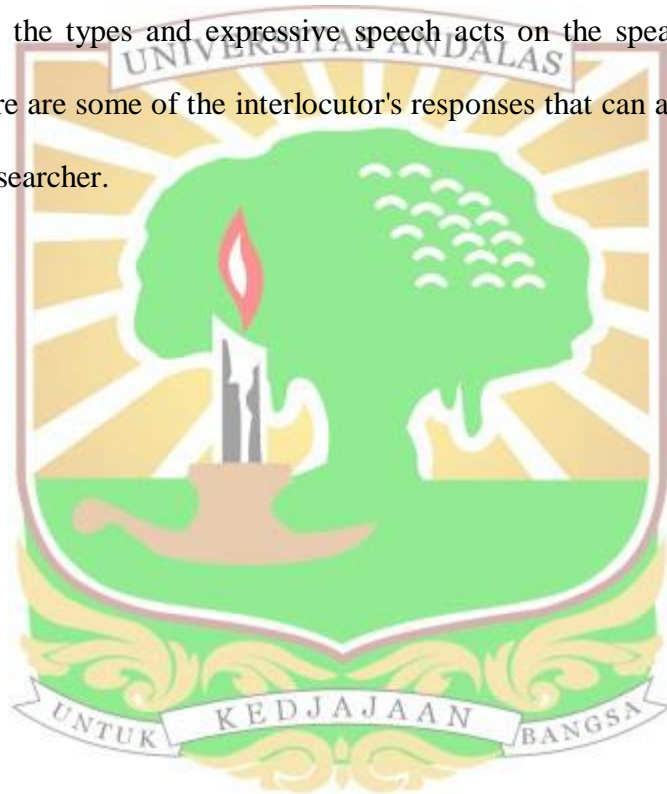 the types and expressive speech acts on the spea
UNIVERSITAS ANDALAS
re are some of the interlocutor's responses that can a
searcher.
UNTUK KEDJAJAAN BANGSA